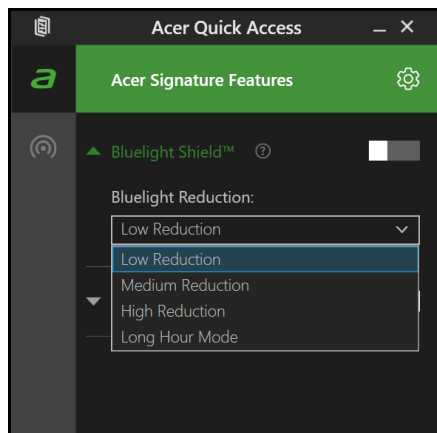 Acer Quick Access
a
Acer Signature Features
Bluelight Shield™ ?
Bluelight Reduction:
Low Reduction
Low Reduction
Medium Reduction
High Reduction
Long Hour Mode